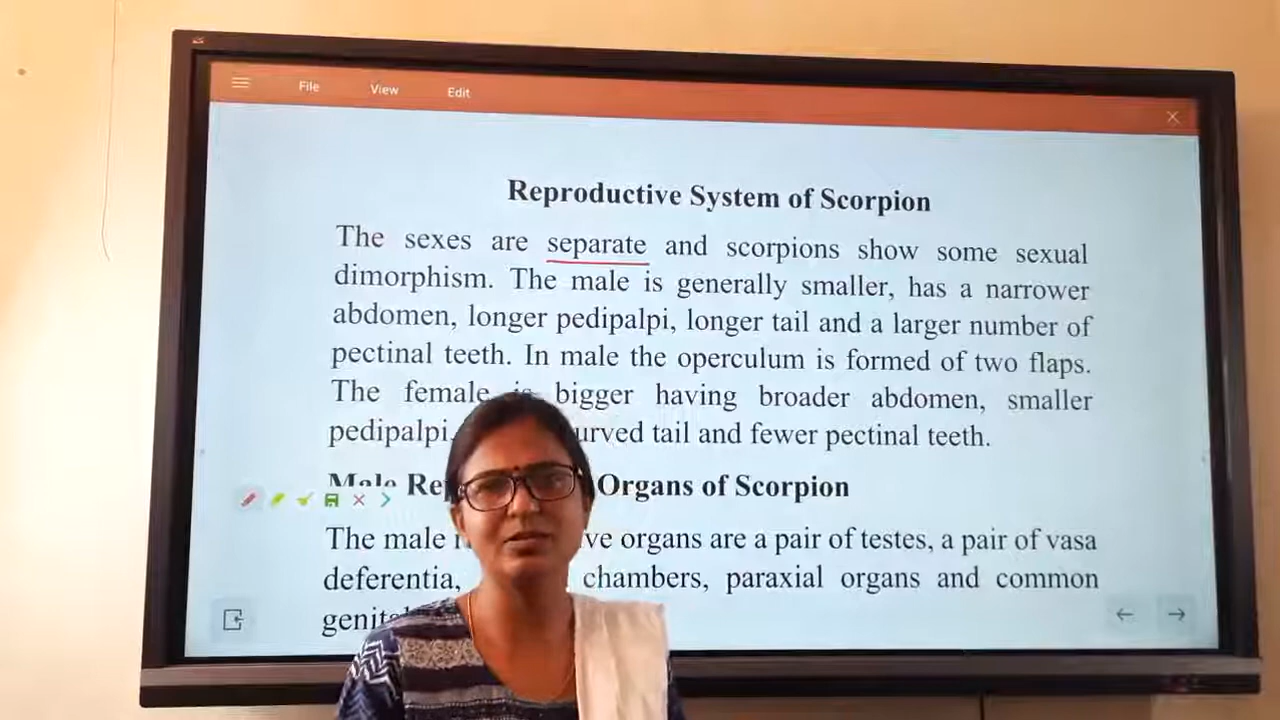 File View Edit
Reproductive System of Scorpion
The sexes are separate and scorpions show some sexual
dimorphism. The male is generally smaller, has a narrower
abdomen, longer pedipalpi, longer tail and a larger number of
pectinal teeth. In male the operculum is formed of two flaps.
The female is bigger having broader abdomen, smaller
pedipalpi, tail and fewer pectinal teeth.
Male Organs of Scorpion
The male organs are a pair of testes, a pair of vasa
deferentia, chambers, paraxial organs and common